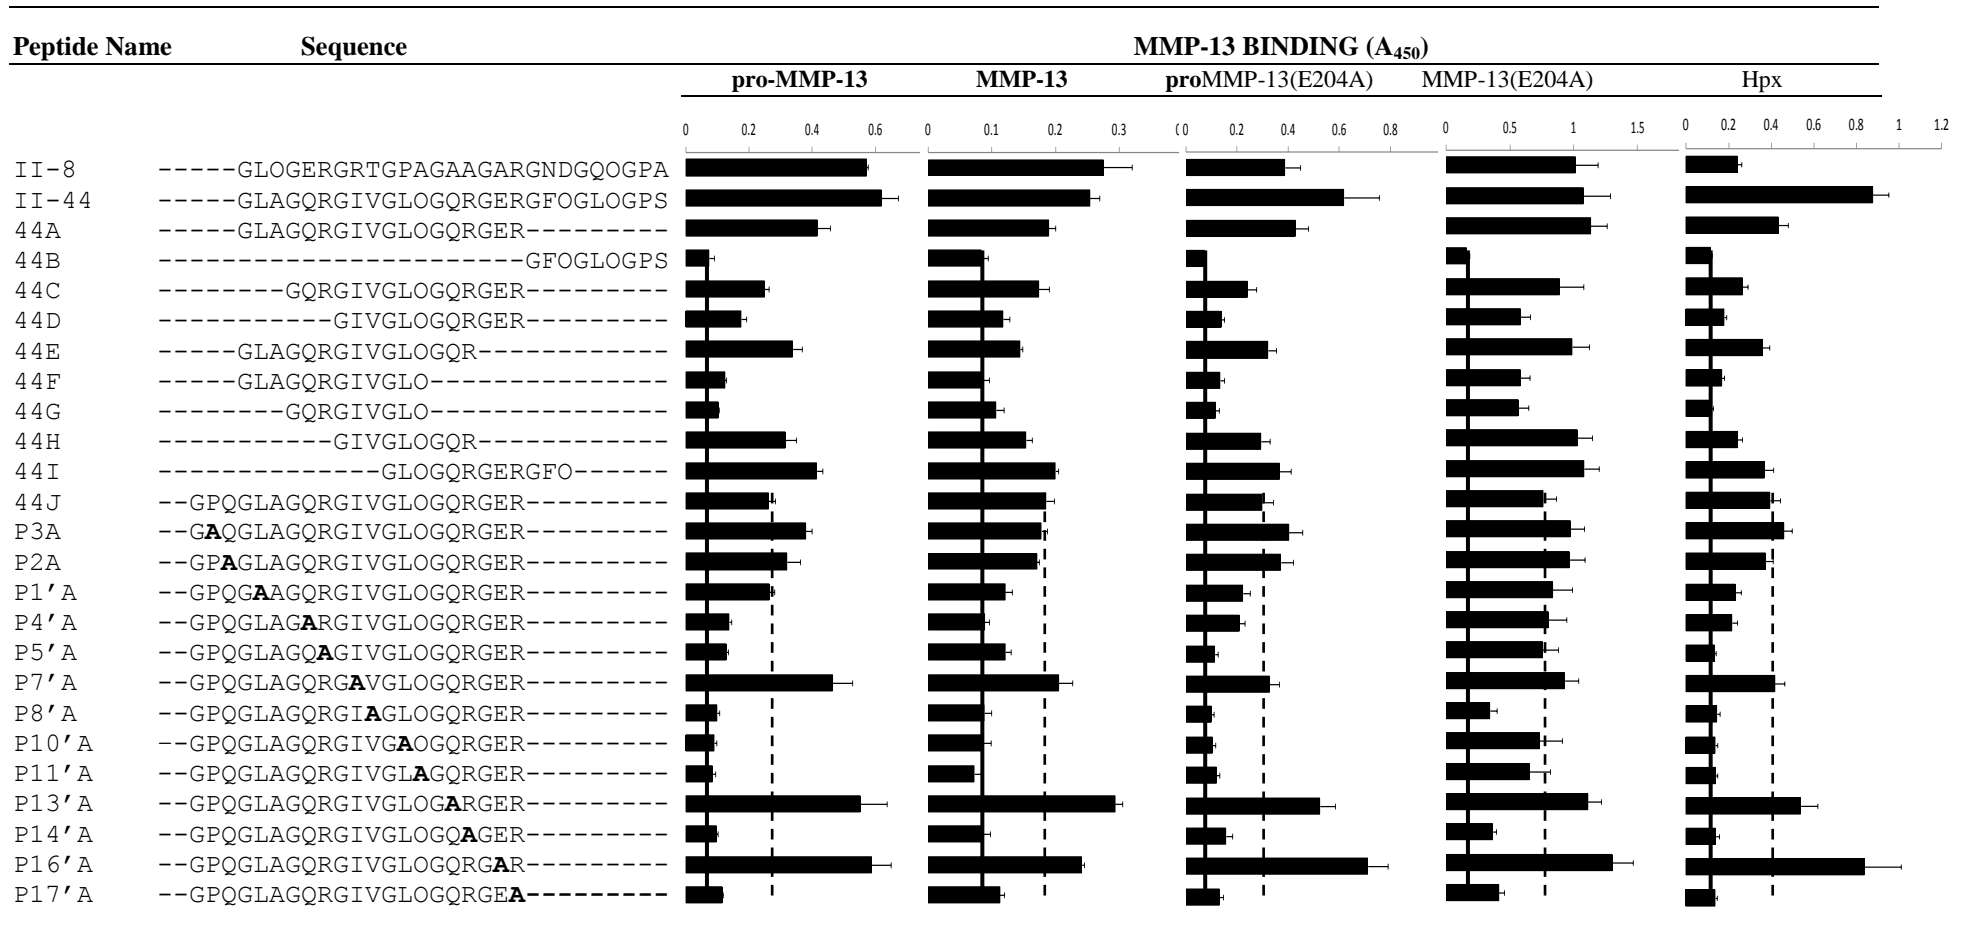 Peptide Name Sequence MMP-13 BINDING (A450)
pro-MMP-13 MMP-13 proMMP-13(E204A) MMP-13(E204A) Hpx
0 0.2 0.4 0.6 0 0.1 0.2 0.3 0 0.2 0.4 0.6 0.8 0 0.5 1 1.5 0 0.2 0.4 0.6 0.8 1 1.2
II-8 -----GLOGERGRTGPAGAAGARGNDGQOGPA
II-44 -----GLAGQRGIVGLOGQRGERGFOGLOGPS
44A -----GLAGQRGIVGLOGQRGER---------
44B -----------------------GFOGLOGPS
44C --------GQRGIVGLOGQRGER---------
44D -----------GIVGLOGQRGER---------
44E -----GLAGQRGIVGLOGQR------------
44F -----GLAGQRGIVGLO---------------
44G --------GQRGIVGLO---------------
44H -----------GIVGLOGQR------------
44I --------------GLOGQRGERGFO------
44J --GPQGLAGQRGIVGLOGQRGER---------
P3A --GAQGLAGQRGIVGLOGQRGER---------
P2A --GPAGLAGQRGIVGLOGQRGER---------
P1′A --GPQGAAGQRGIVGLOGQRGER---------
P4′A --GPQGLAGARGIVGLOGQRGER---------
P5′A --GPQGLAGQAGIVGLOGQRGER---------
P7′A --GPQGLAGQRGAVGLOGQRGER---------
P8′A --GPQGLAGQRGIAGLOGQRGER---------
P10′A --GPQGLAGQRGIVGAOGQRGER---------
P11′A --GPQGLAGQRGIVGLAGQRGER---------
P13′A --GPQGLAGQRGIVGLOGARGER---------
P14′A --GPQGLAGQRGIVGLOGQAGER---------
P16′A --GPQGLAGQRGIVGLOGQRGAR---------
P17′A --GPQGLAGQRGIVGLOGQRGEA---------